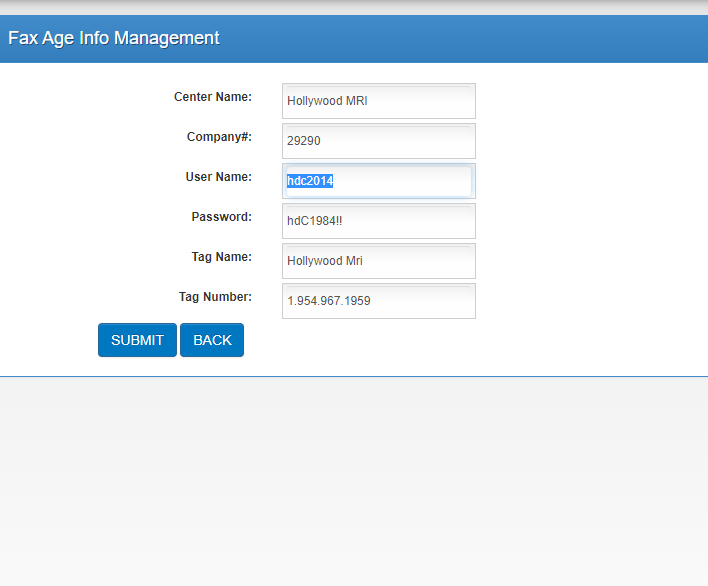 Fax Age Info Management
Center Name: Hollywood MRI
Company#: 29290
User Name: hdc2014
Password: hdC1984!!
Tag Name: Hollywood Mri
Tag Number: 1.954.967.1959
SUBMIT BACK